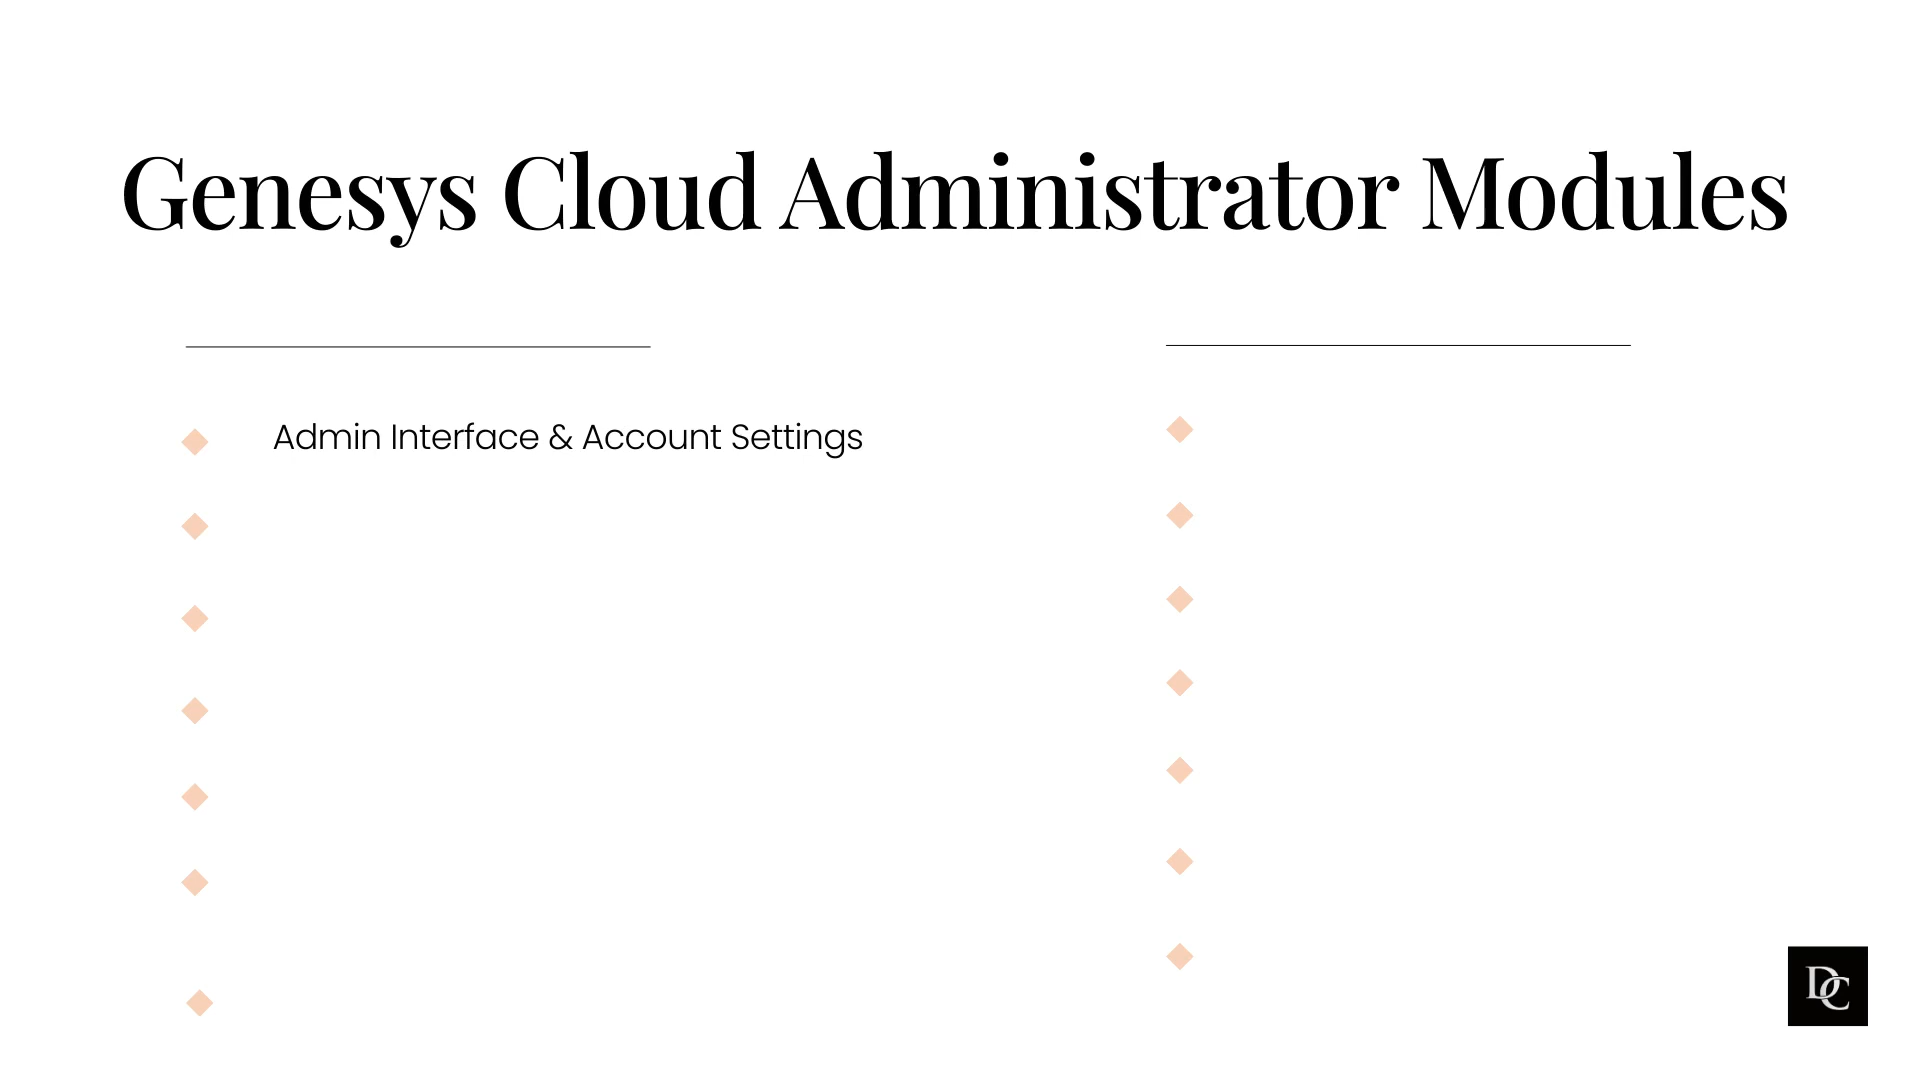 Genesys Cloud Administrator Modules
Admin Interface & Account Settings
DC